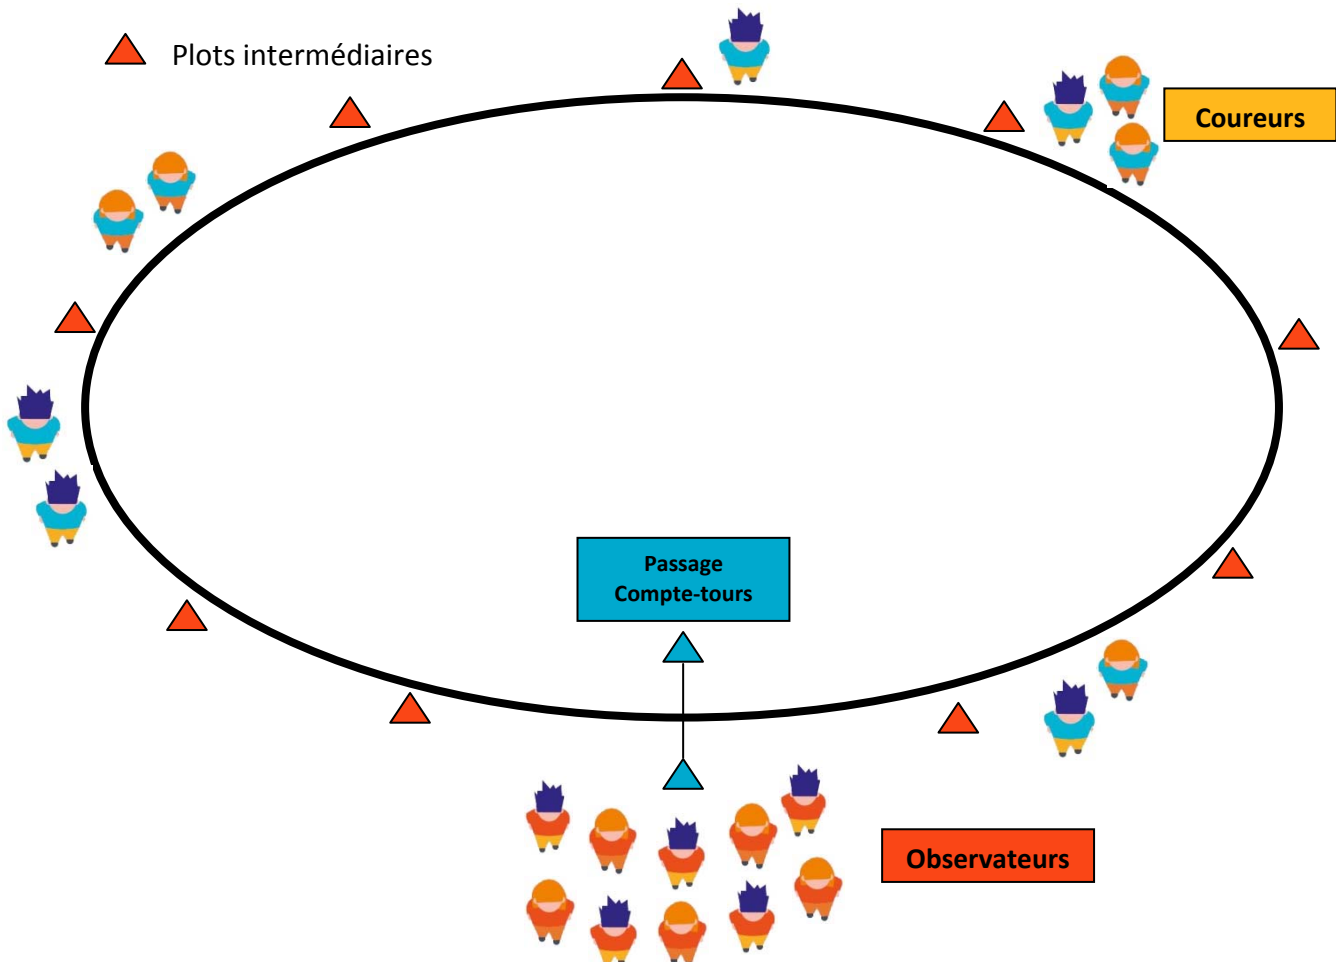 Plots intermédiaires
Coureurs
Passage
Compte-tours
Observateurs